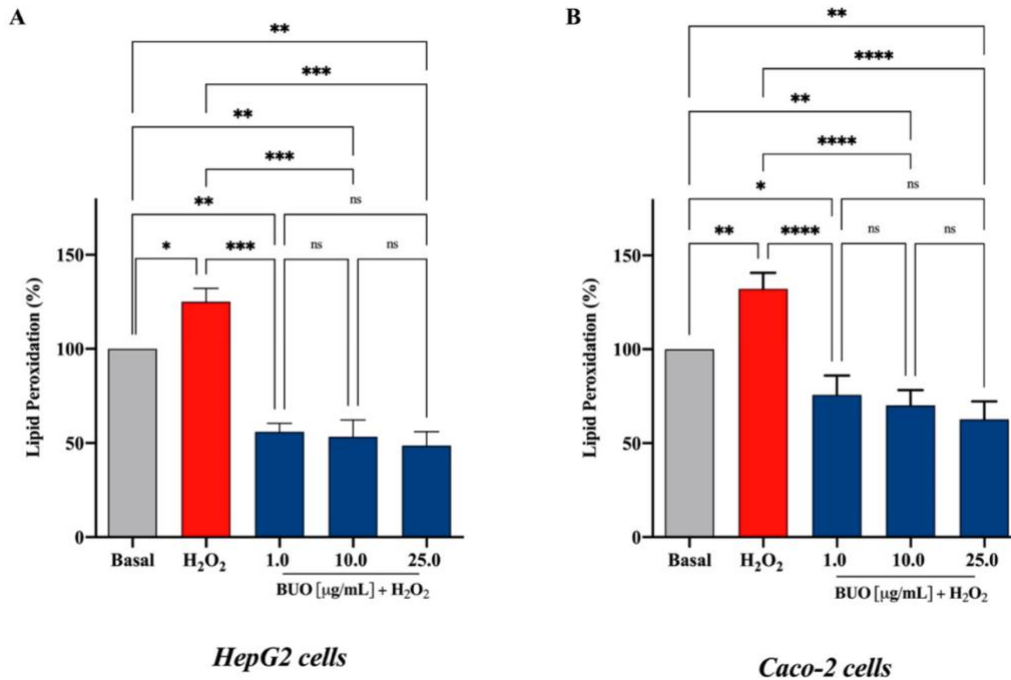 A
**
***
**
***
**
ns
*
***
ns
ns
Lipid Peroxidation (%)
150
100
50
0
Basal
H₂O₂
1.0
10.0
25.0
BUO [μg/mL] + H₂O₂
HepG2 cells
B
**
****
**
****
*
ns
**
****
ns
ns
Lipid Peroxidation (%)
150
100
50
0
Basal
H₂O₂
1.0
10.0
25.0
BUO [μg/mL] + H₂O₂
Caco-2 cells